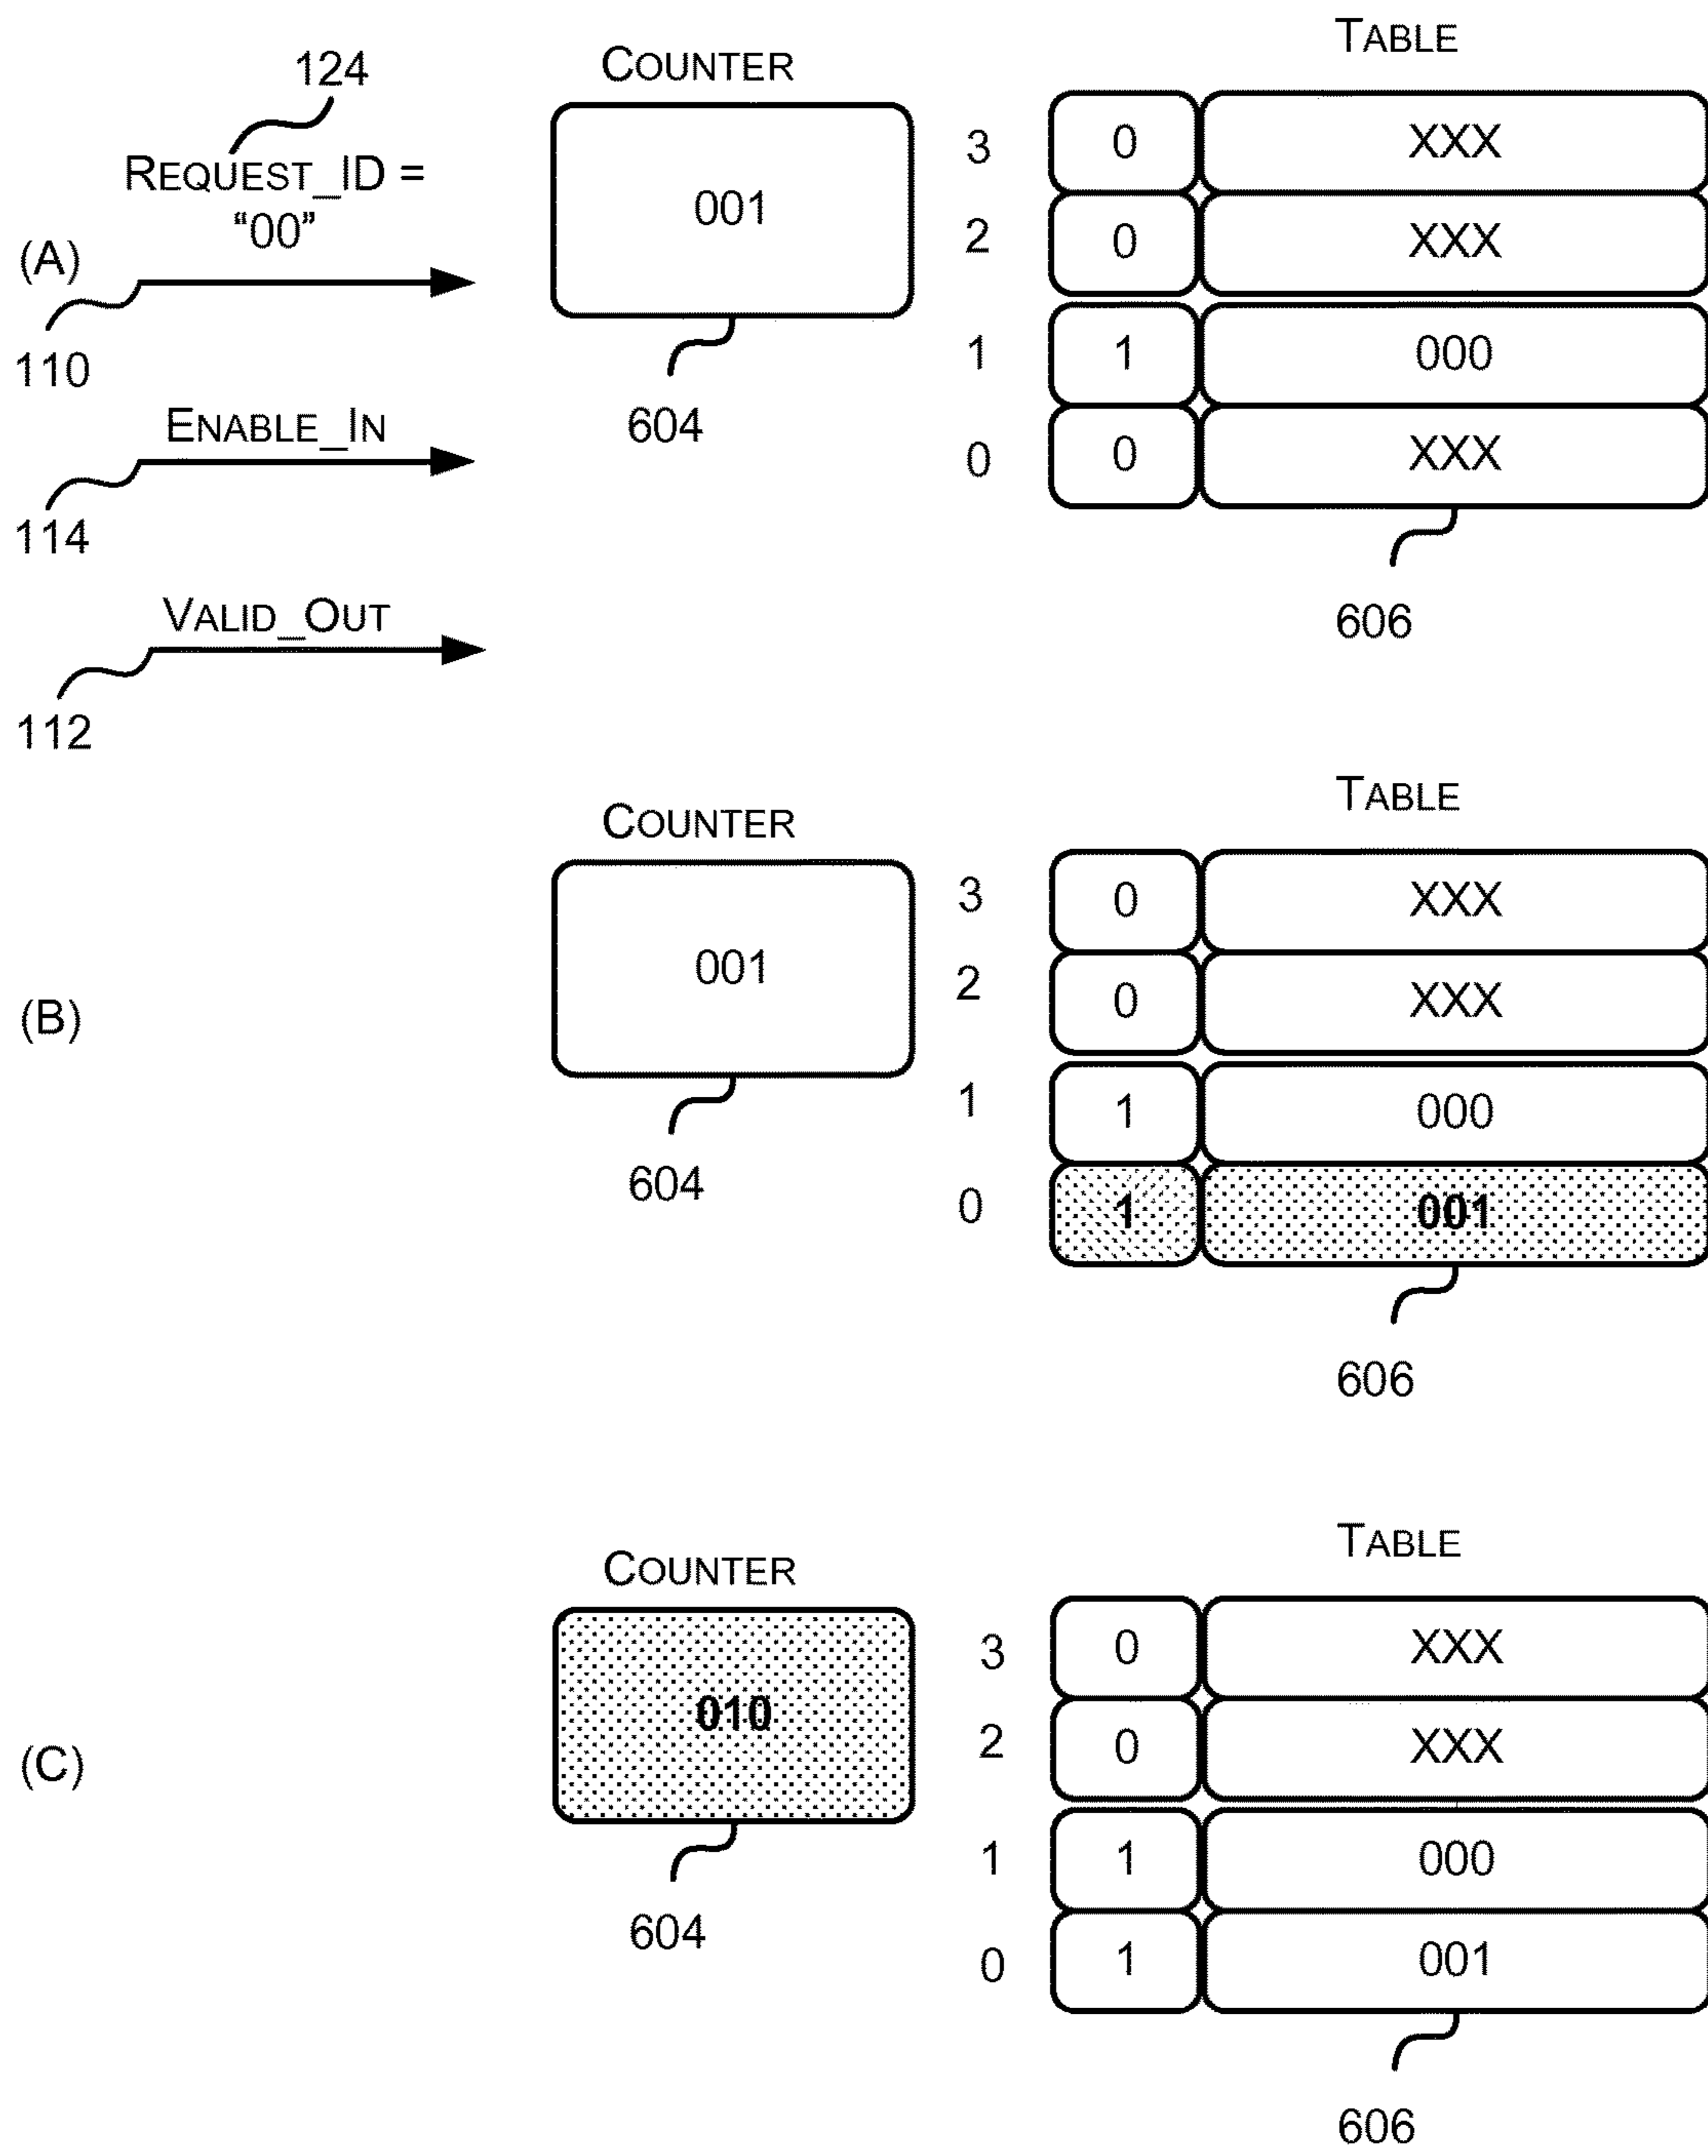 TABLE
124
COUNTER
REQUEST_ID =
"00"
001
3 0 XXX
2 0 XXX
(A)
110
1 1 000
604
0 0 XXX
ENABLE_IN
114
606
VALID_OUT
112
TABLE
COUNTER
(B)
001
3 0 XXX
2 0 XXX
1 1 000
604
0 1 001
606
TABLE
COUNTER
(C)
010
3 0 XXX
2 0 XXX
1 1 000
604
0 1 001
606